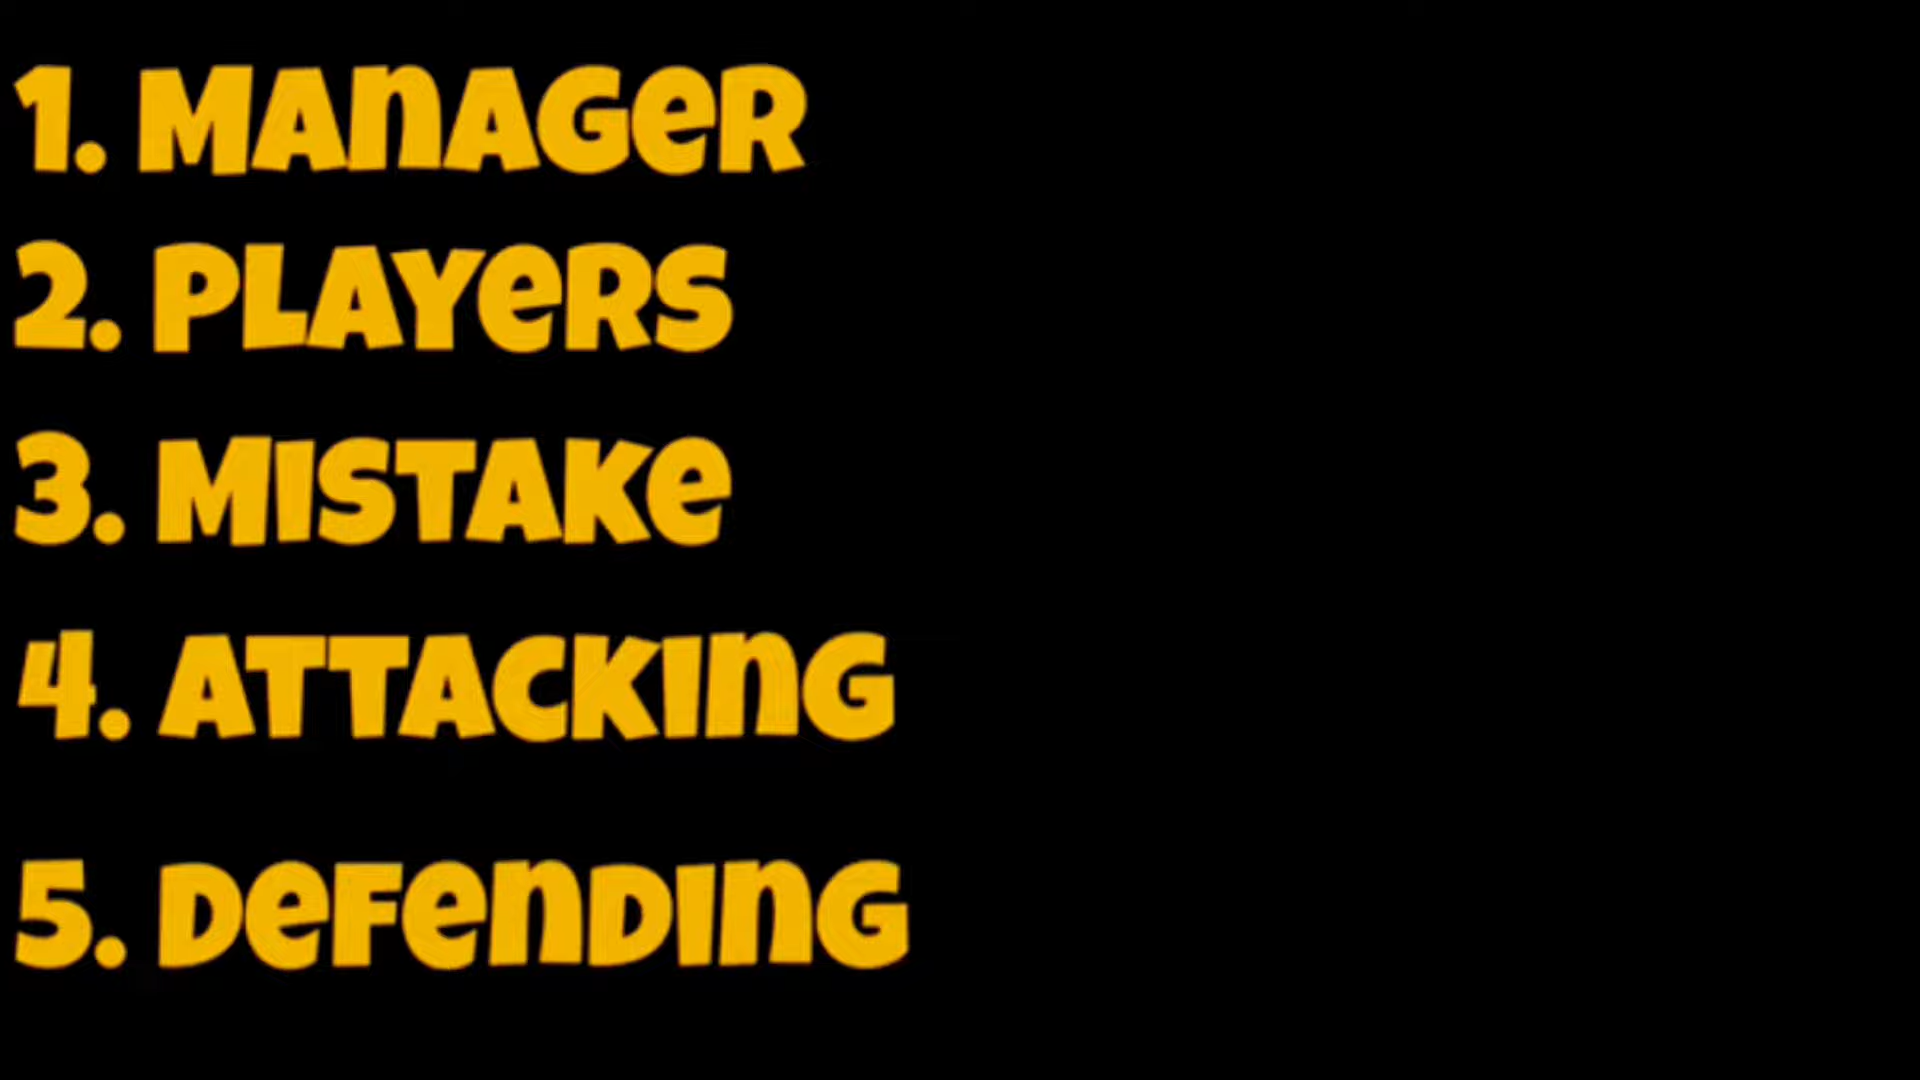 1. Manager
2. Players
3. Mistake
4. Attacking
5. Defending